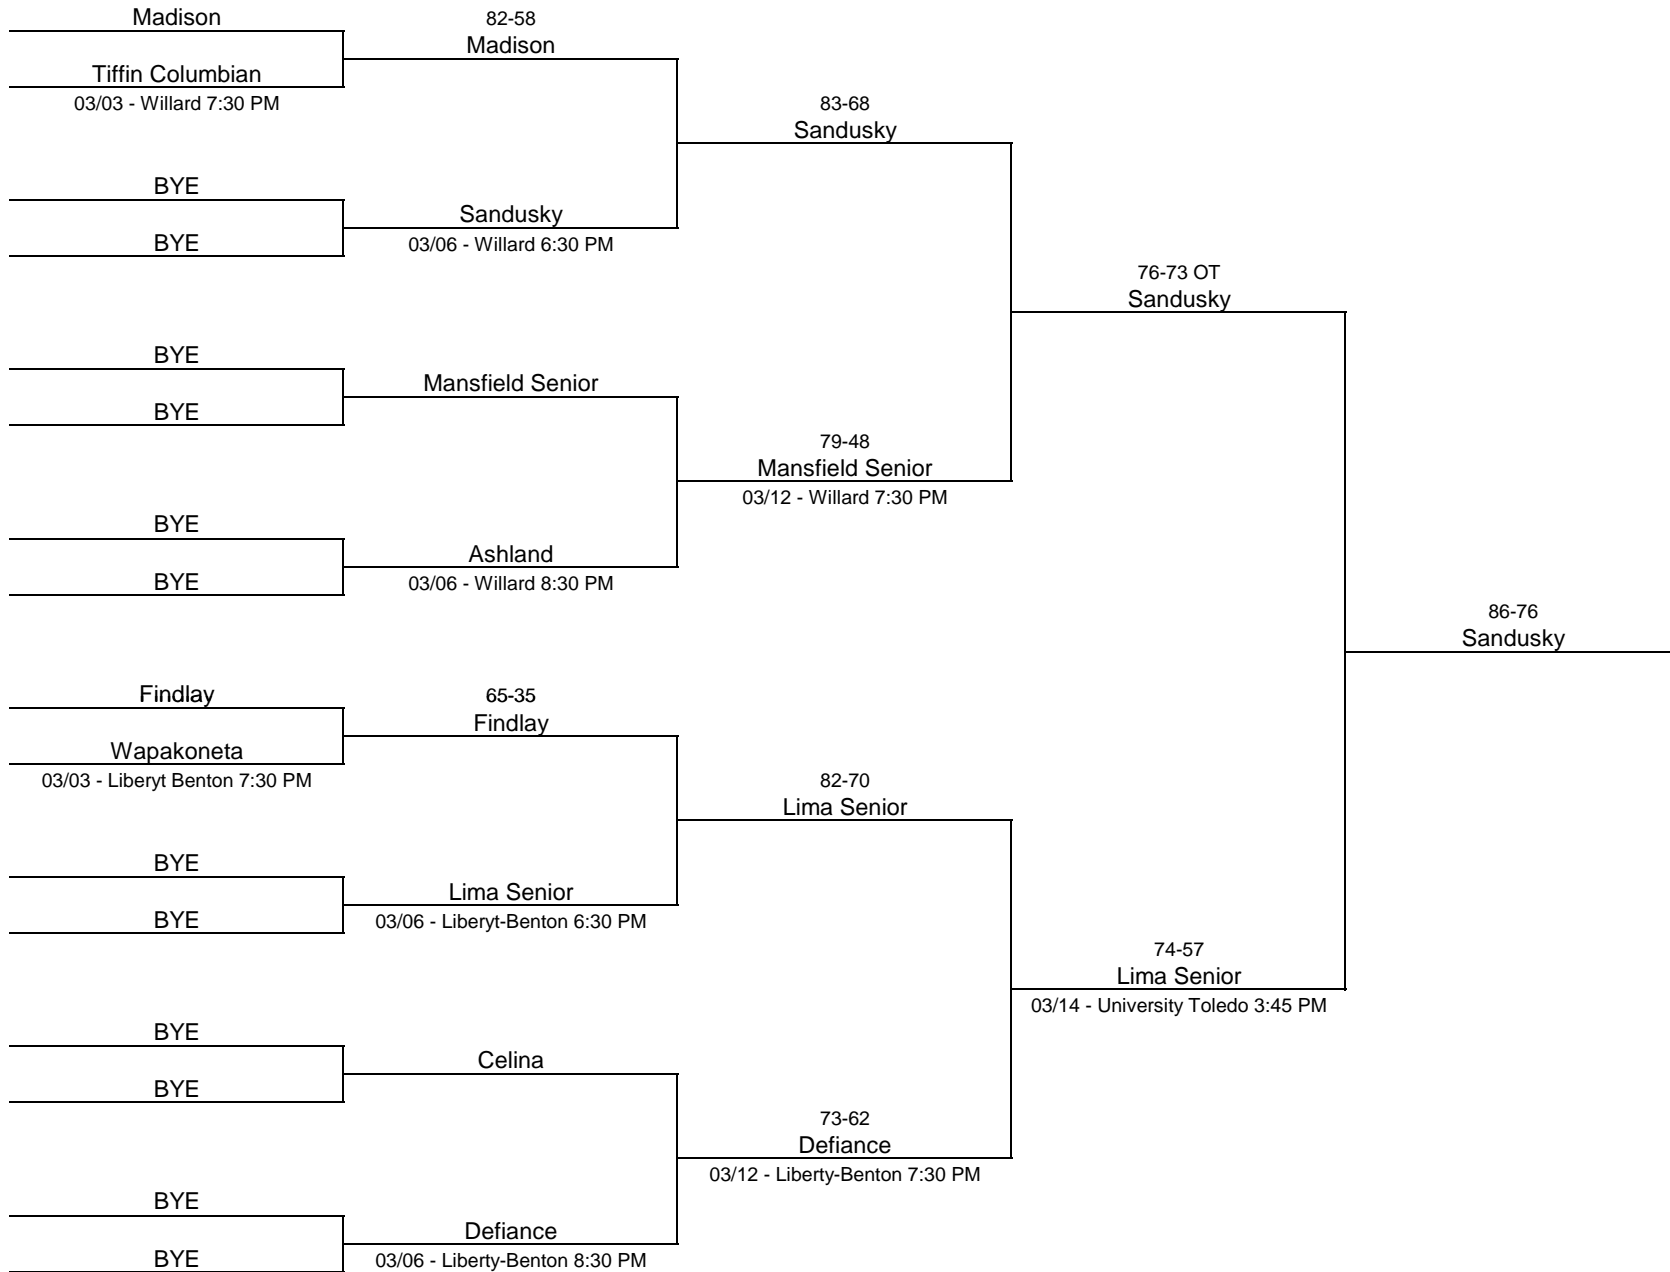 Madison
82-58
Madison
Tiffin Columbian
03/03 - Willard 7:30 PM
83-68
Sandusky
BYE
Sandusky
BYE
03/06 - Willard 6:30 PM
76-73 OT
Sandusky
BYE
Mansfield Senior
BYE
79-48
Mansfield Senior
03/12 - Willard 7:30 PM
BYE
Ashland
BYE
03/06 - Willard 8:30 PM
86-76
Sandusky
Findlay
65-35
Findlay
Wapakoneta
03/03 - Liberyt Benton 7:30 PM
82-70
Lima Senior
BYE
Lima Senior
BYE
03/06 - Liberyt-Benton 6:30 PM
74-57
Lima Senior
03/14 - University Toledo 3:45 PM
BYE
Celina
BYE
73-62
Defiance
03/12 - Liberty-Benton 7:30 PM
BYE
Defiance
BYE
03/06 - Liberty-Benton 8:30 PM